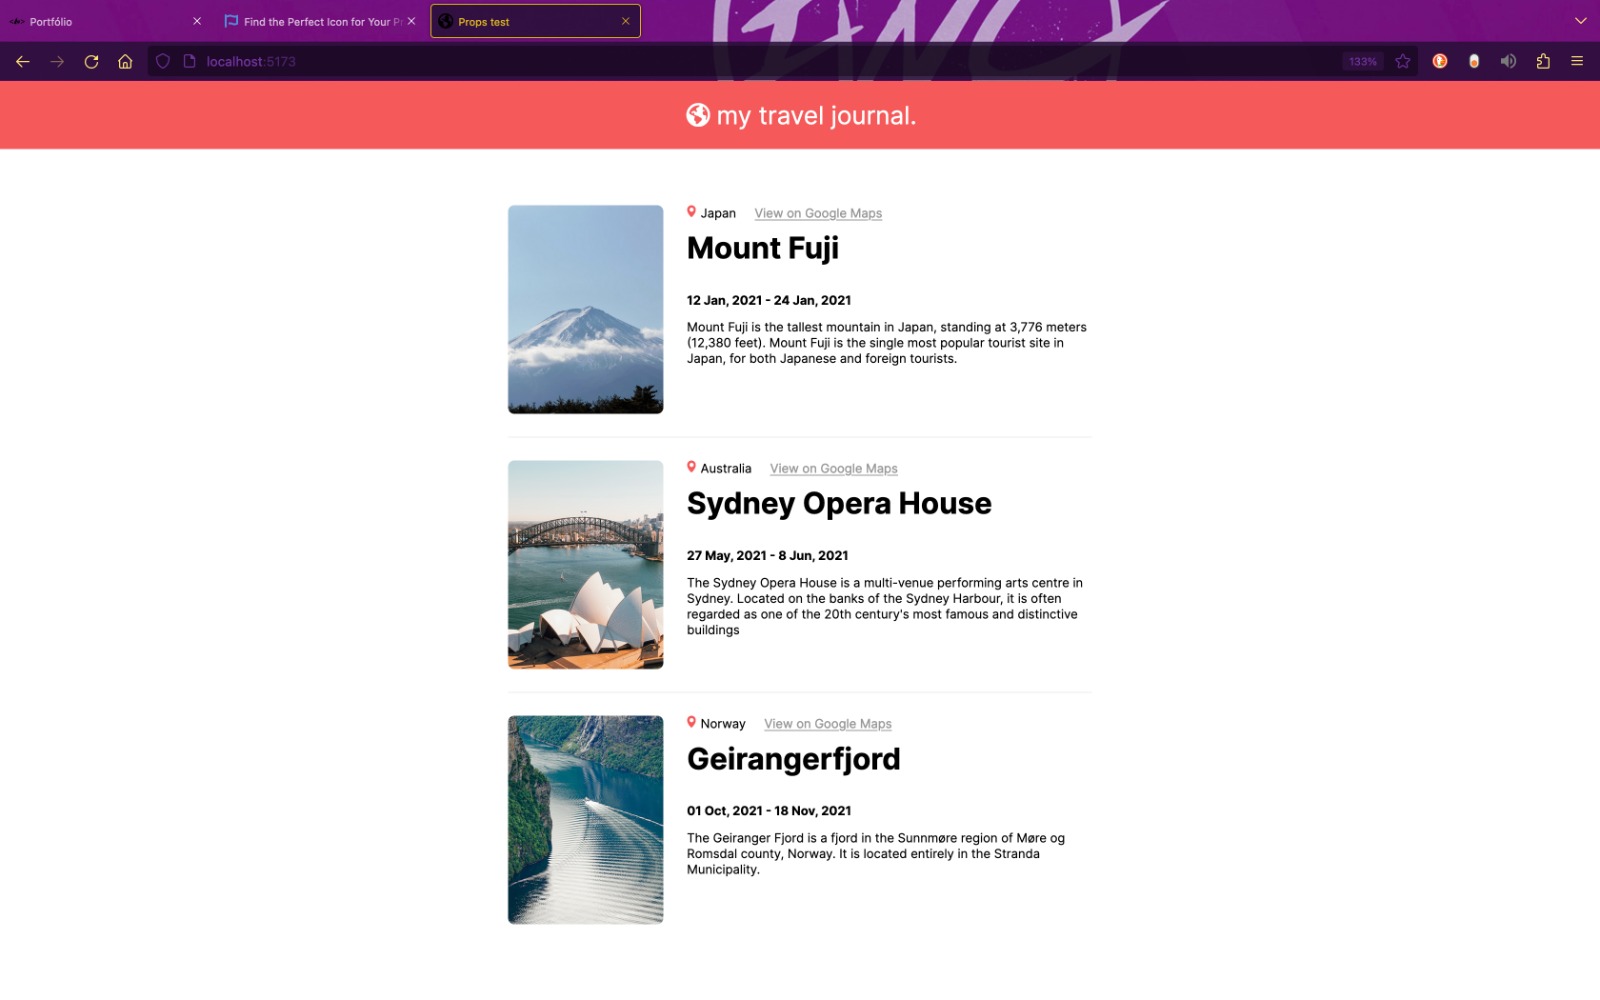 Portfólio
Find the Perfect Icon for Your Pr
Props test
localhost:5173
133%
my travel journal.
Japan View on Google Maps
Mount Fuji
12 Jan, 2021 - 24 Jan, 2021
Mount Fuji is the tallest mountain in Japan, standing at 3,776 meters
(12,380 feet). Mount Fuji is the single most popular tourist site in
Japan, for both Japanese and foreign tourists.
Australia View on Google Maps
Sydney Opera House
27 May, 2021 - 8 Jun, 2021
The Sydney Opera House is a multi-venue performing arts centre in
Sydney. Located on the banks of the Sydney Harbour, it is often
regarded as one of the 20th century's most famous and distinctive
buildings
Norway View on Google Maps
Geirangerfjord
01 Oct, 2021 - 18 Nov, 2021
The Geiranger Fjord is a fjord in the Sunnmøre region of Møre og
Romsdal county, Norway. It is located entirely in the Stranda
Municipality.